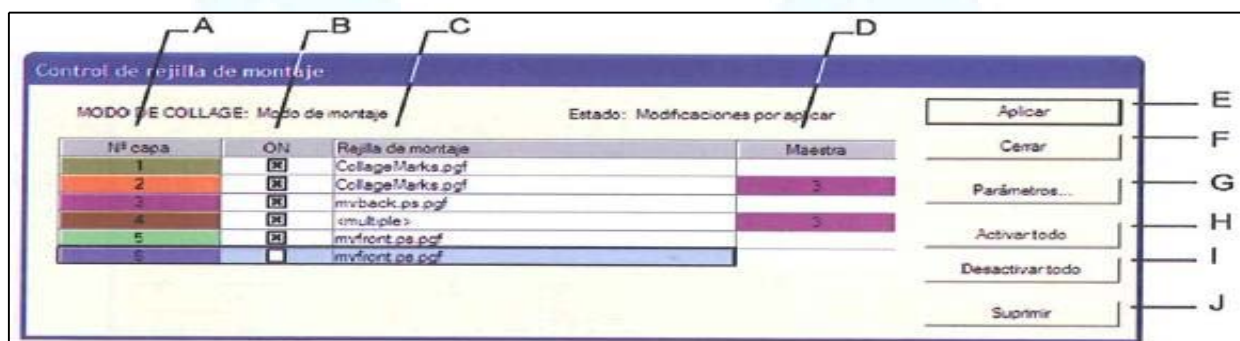 A B C D
Control de rejilla de montaje
MODO DE COLLAGE: Modo de montaje Estado: Modificaciones por aplicar
Nº capa ON Rejilla de montaje Maestra
1 CollageMarks.pgf
2 CollageMarks.pgf 3
3 mvback.ps.pgf
4 <multiple> 3
5 mvfront.ps.pgf
6 mvfront.ps.pgf
Aplicar E
Cerrar F
Parámetros... G
Activar todo H
Desactivar todo I
Suprimir J